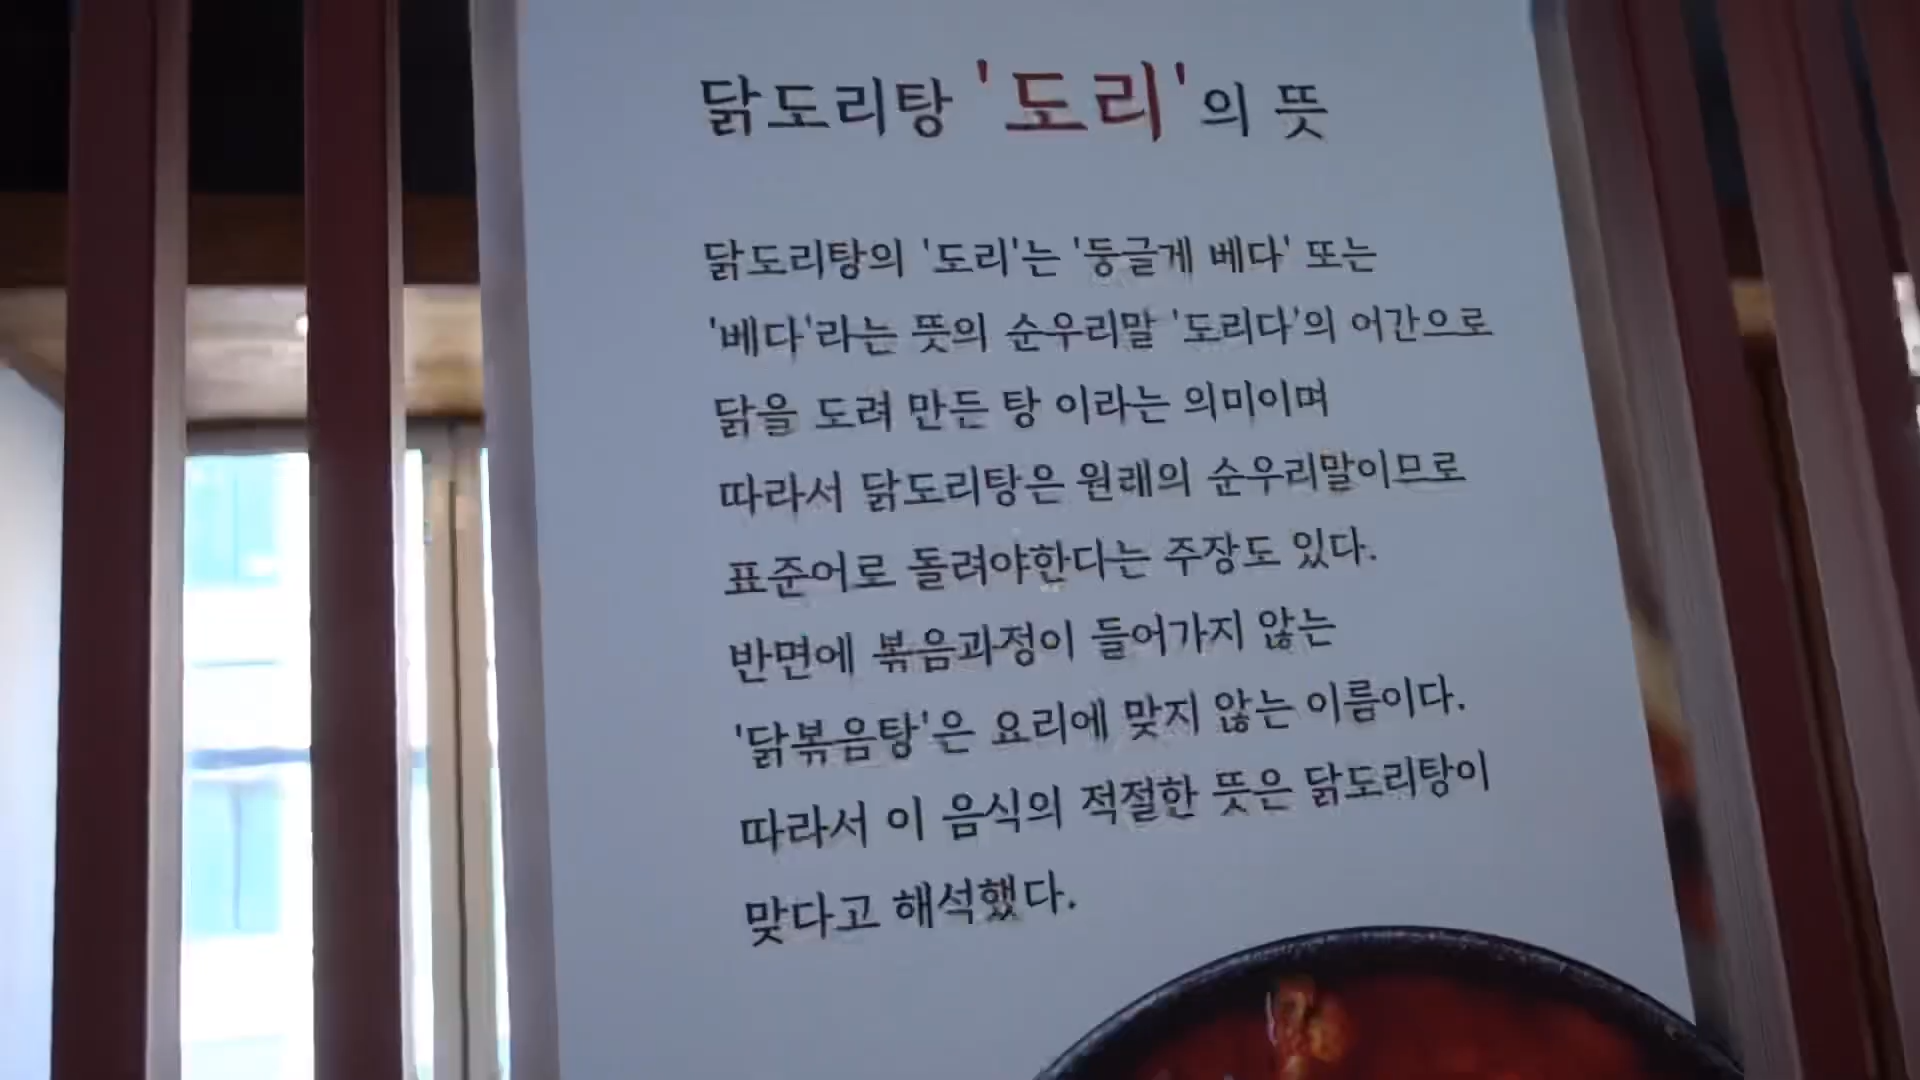 닭도리탕 '도리'의 뜻
닭도리탕의 '도리'는 '둥글게 베다' 또는
'베다'라는 뜻의 순우리말 '도리다'의 어간으로
닭을 도려 만든 탕 이라는 의미이며
따라서 닭도리탕은 원래의 순우리말이므로
표준어로 돌려야한다는 주장도 있다.
반면에 볶음과정이 들어가지 않는
'닭볶음탕'은 요리에 맞지 않는 이름이다.
따라서 이 음식의 적절한 뜻은 닭도리탕이
맞다고 해석했다.